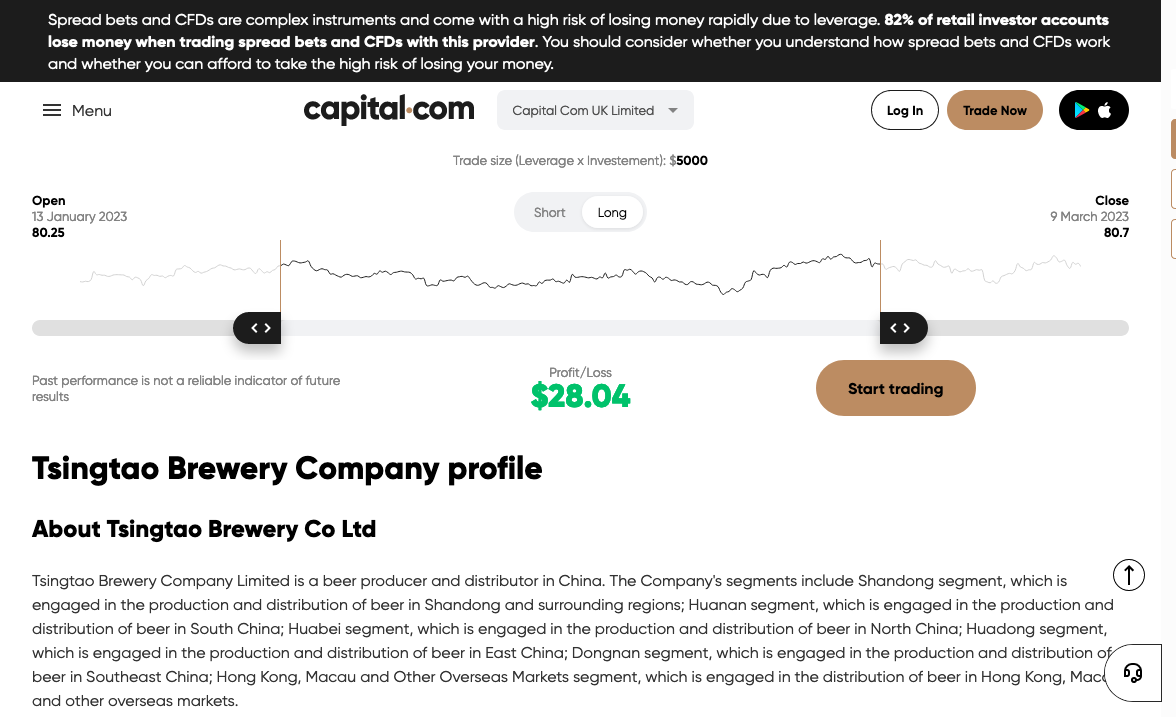 Spread bets and CFDs are complex instruments and come with a high risk of losing money rapidly due to leverage. 82% of retail investor accounts
lose money when trading spread bets and CFDs with this provider. You should consider whether you understand how spread bets and CFDs work
and whether you can afford to take the high risk of losing your money.
Menu
capital.com
Capital Com UK Limited
Log In
Trade Now
Trade size (Leverage x Investement): $5000
Open
13 January 2023
80.25
Short
Long
Close
9 March 2023
80.7
Past performance is not a reliable indicator of future
results
Profit/Loss
$28.04
Start trading
Tsingtao Brewery Company profile
About Tsingtao Brewery Co Ltd
Tsingtao Brewery Company Limited is a beer producer and distributor in China. The Company's segments include Shandong segment, which is
engaged in the production and distribution of beer in Shandong and surrounding regions; Huanan segment, which is engaged in the production and
distribution of beer in South China; Huabei segment, which is engaged in the production and distribution of beer in North China; Huadong segment,
which is engaged in the production and distribution of beer in East China; Dongnan segment, which is engaged in the production and distribution of
beer in Southeast China; Hong Kong, Macau and Other Overseas Markets segment, which is engaged in the distribution of beer in Hong Kong,
and other overseas markets.